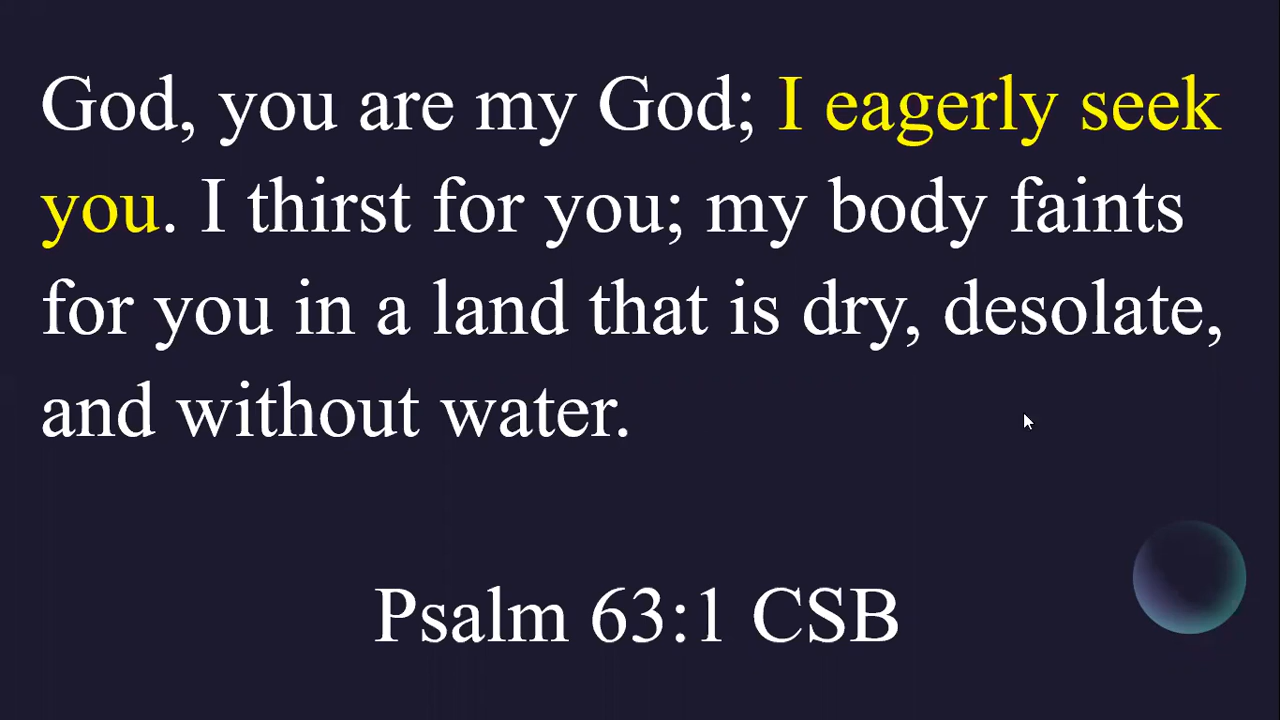 God, you are my God; I eagerly seek
you. I thirst for you; my body faints
for you in a land that is dry, desolate,
and without water.
Psalm 63:1 CSB